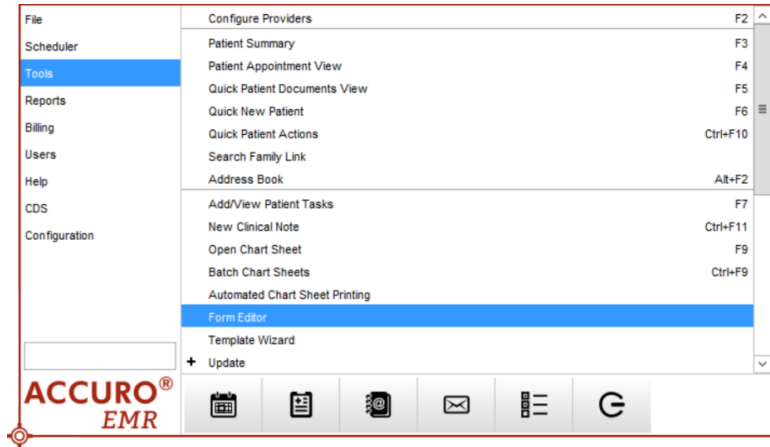 File
Scheduler
Tools
Reports
Billing
Users
Help
CDS
Configuration
Configure Providers F2
Patient Summary F3
Patient Appointment View F4
Quick Patient Documents View F5
Quick New Patient F6
Quick Patient Actions Ctrl+F10
Search Family Link
Address Book Alt+F2
Add/View Patient Tasks F7
New Clinical Note Ctrl+F11
Open Chart Sheet F9
Batch Chart Sheets Ctrl+F9
Automated Chart Sheet Printing
Form Editor
Template Wizard
+ Update
ACCURO®
EMR